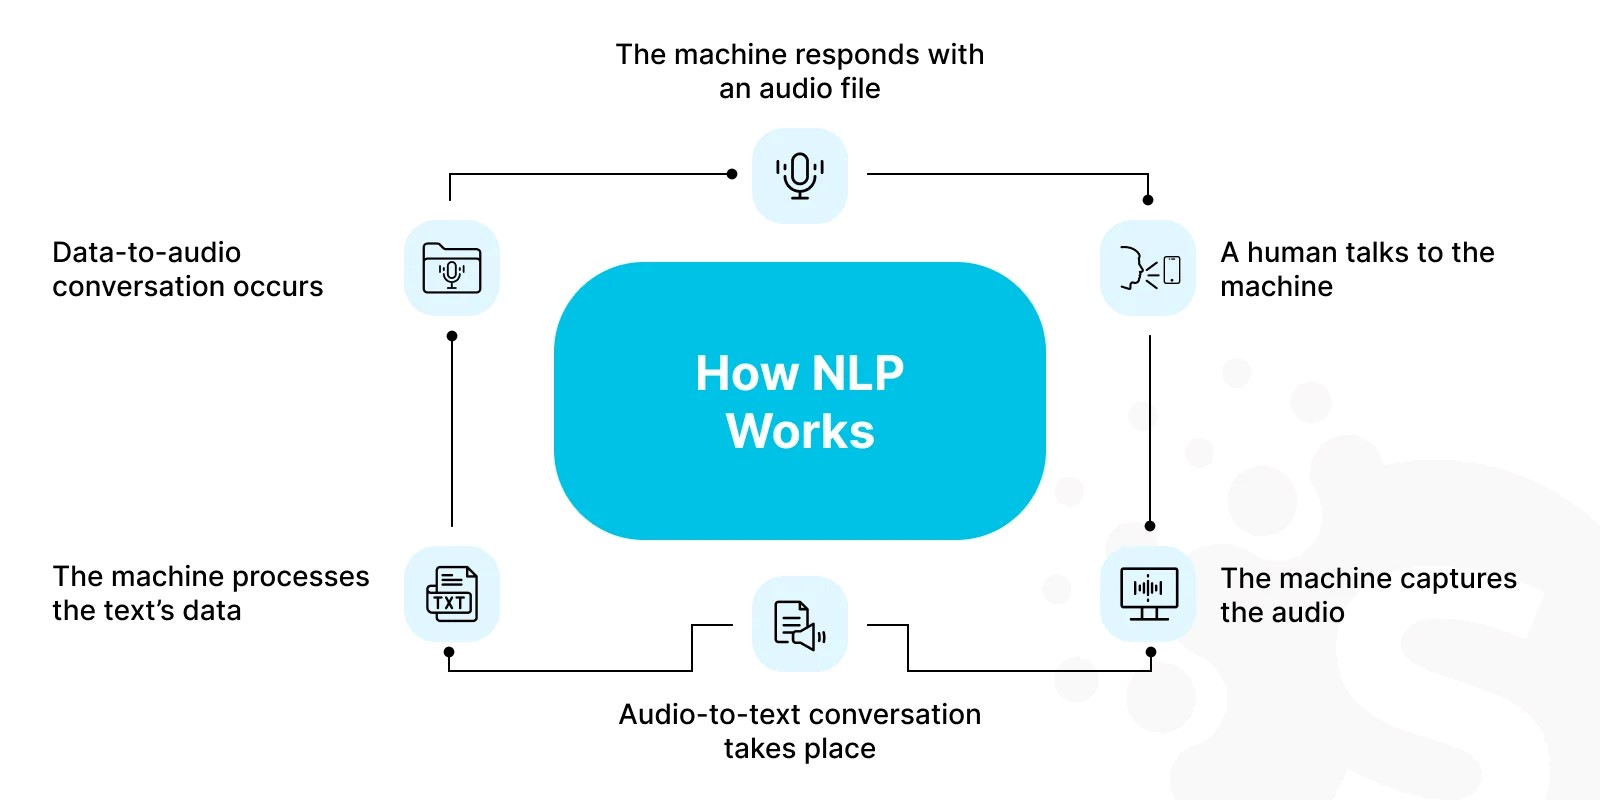 The machine responds with
an audio file
Data-to-audio
conversation occurs
A human talks to the
machine
How NLP
Works
The machine processes
the text’s data
TXT
The machine captures
the audio
Audio-to-text conversation
takes place